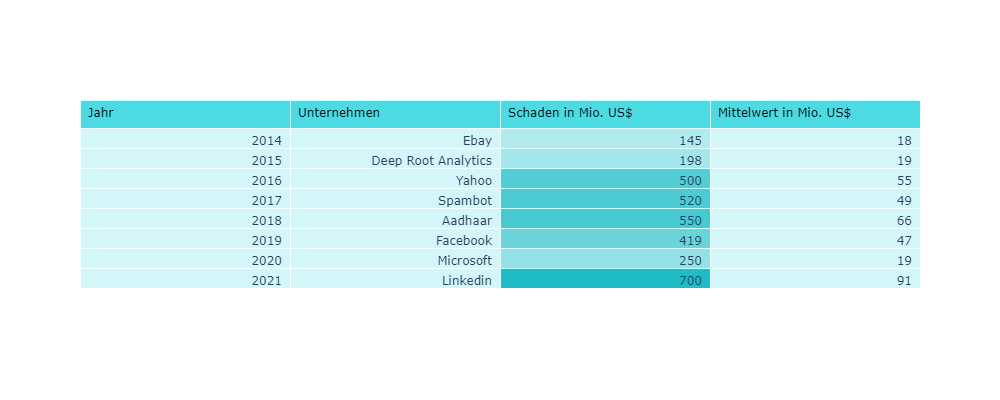 Jahr Unternehmen Schaden in Mio. US$ Mittelwert in Mio. US$
2014 Ebay 145 18
2015 Deep Root Analytics 198 19
2016 Yahoo 500 55
2017 Spambot 520 49
2018 Aadhaar 550 66
2019 Facebook 419 47
2020 Microsoft 250 19
2021 Linkedin 700 91